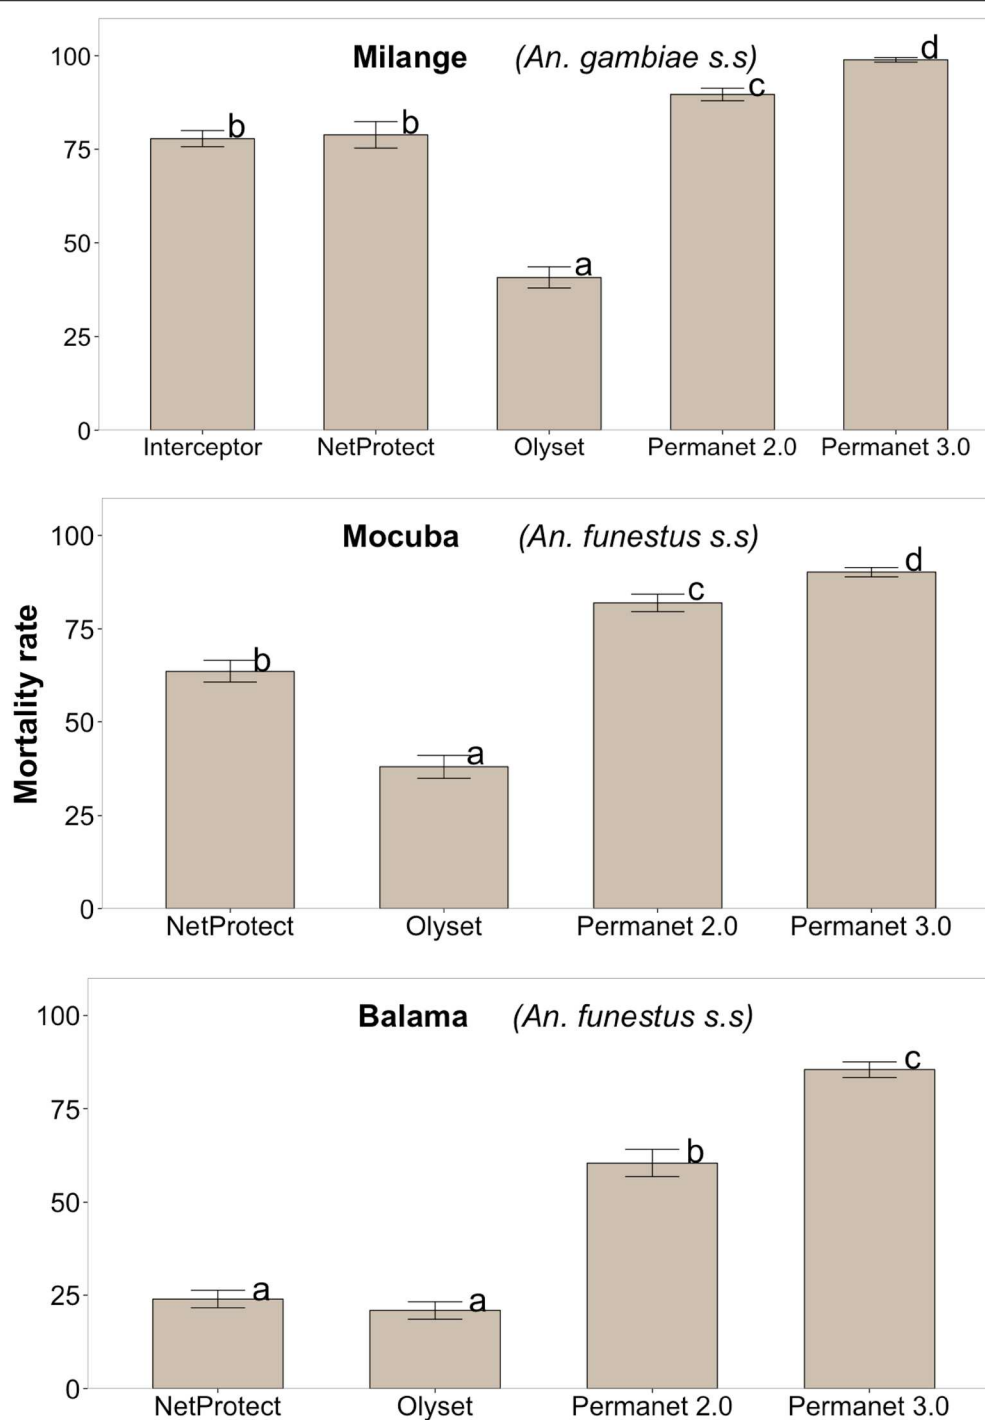 Milange (An. gambiae s.s)
100
75
50
25
0
b
b
a
c
d
Interceptor NetProtect Olyset Permanet 2.0 Permanet 3.0
Mortality rate
Mocuba (An. funestus s.s)
100
75
50
25
0
b
a
c
d
NetProtect Olyset Permanet 2.0 Permanet 3.0
Balama (An. funestus s.s)
100
75
50
25
0
a
a
b
c
NetProtect Olyset Permanet 2.0 Permanet 3.0